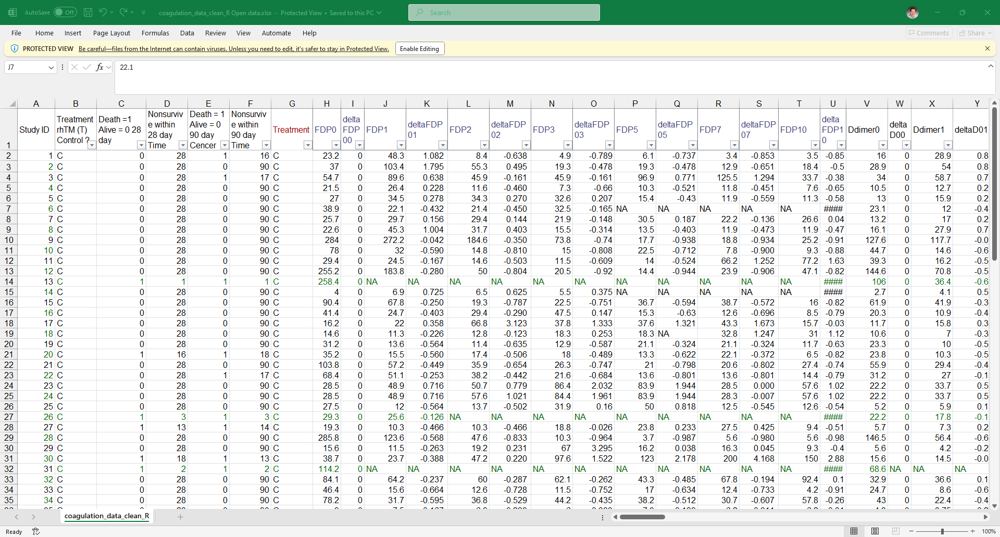 AutoSave Off coagulation_data_clean_R Open data.xlsx - Protected View • Saved to this PC Search
File Home Insert Page Layout Formulas Data Review View Automate Help Comments Share
PROTECTED VIEW Be careful—files from the Internet can contain viruses. Unless you need to edit, it's safer to stay in Protected View. Enable Editing
J7 fx 22.1
A B C D E F G H I J K L M N O P Q R S T U V W X Y
1 Study ID Treatment rhTM (T) Control ? Death =1 Alive = 0 28 day Nonsurvive within 28 day Time Death = 1 Alive = 0 90 day Cencer Nonsurvive within 90 day Time Treatment FDP0 delta FDP 00 FDP1 deltaFDP 01 FDP2 deltaFDP 02 FDP3 deltaFDP 03 FDP5 deltaFDP 05 FDP7 deltaFDP 07 FDP10 delta FDP10 Ddimer0 delta D00 Ddimer1 deltaD01
2 1 C 0 28 1 16 C 23.2 0 48.3 1.082 8.4 -0.638 4.9 -0.789 6.1 -0.737 3.4 -0.853 3.5 -0.85 16 0 28.9 0.8
3 2 C 0 28 0 90 C 37 0 103.4 1.795 55.3 0.495 19.3 -0.478 19.3 -0.478 12.9 -0.651 18.4 -0.5 28.9 0 54 0.8
4 3 C 0 28 1 17 C 54.7 0 89.6 0.638 45.9 -0.161 45.9 -0.161 96.9 0.771 125.5 1.294 33.7 -0.38 34 0 58.7 0.7
5 4 C 0 28 0 90 C 21.5 0 26.4 0.228 11.6 -0.460 7.3 -0.66 10.3 -0.521 11.8 -0.451 7.6 -0.65 10.5 0 12.7 0.2
6 5 C 0 28 0 90 C 27 0 34.5 0.278 34.3 0.270 32.6 0.207 15.4 -0.43 11.9 -0.559 11.3 -0.58 13 0 15.9 0.2
7 6 C 0 28 0 90 C 38.9 0 22.1 -0.432 21.4 -0.450 32.5 -0.165 NA NA NA NA NA #### 23.1 0 12 -0.4
8 7 C 0 28 0 90 C 25.7 0 29.7 0.156 29.4 0.144 21.9 -0.148 30.5 0.187 22.2 -0.136 26.6 0.04 13.2 0 17 0.2
9 8 C 0 28 0 90 C 22.6 0 45.3 1.004 31.7 0.403 15.5 -0.314 13.5 -0.403 11.9 -0.473 11.9 -0.47 16.1 0 27.9 0.7
10 9 C 0 28 0 90 C 284 0 272.2 -0.042 184.6 -0.350 73.8 -0.74 17.7 -0.938 18.8 -0.934 25.2 -0.91 127.6 0 117.7 -0.0
11 10 C 0 28 0 90 C 78 0 32 -0.590 14.8 -0.810 15 -0.808 22.5 -0.712 7.8 -0.900 9.3 -0.88 44.7 0 14.6 -0.6
12 11 C 0 28 0 90 C 29.4 0 24.5 -0.167 14.6 -0.503 11.5 -0.609 14 -0.524 66.2 1.252 77.2 1.63 39.3 0 16.2 -0.5
13 12 C 0 28 0 90 C 255.2 0 183.8 -0.280 50 -0.804 20.5 -0.92 14.4 -0.944 23.9 -0.906 47.1 -0.82 144.6 0 70.8 -0.5
14 13 C 1 1 1 1 C 258.4 0 NA NA NA NA NA NA NA NA NA NA NA #### 106 0 36.4 -0.6
15 14 C 0 28 0 90 C 4 0 6.9 0.725 6.5 0.625 5.5 0.375 NA NA NA NA NA #### 2.7 0 4.1 0.5
16 15 C 0 28 0 90 C 90.4 0 67.8 -0.250 19.3 -0.787 22.5 -0.751 36.7 -0.594 38.7 -0.572 16 -0.82 61.9 0 41.9 -0.3
17 16 C 0 28 0 90 C 41.4 0 24.7 -0.403 29.4 -0.290 47.5 0.147 15.3 -0.63 12.6 -0.696 8.5 -0.79 20.3 0 10.9 -0.4
18 17 C 0 28 0 90 C 16.2 0 22 0.358 66.8 3.123 37.8 1.333 37.6 1.321 43.3 1.673 15.7 -0.03 11.7 0 15.8 0.3
19 18 C 0 28 0 90 C 14.6 0 11.3 -0.226 12.8 -0.123 18.3 0.253 18.3 NA 32.8 1.247 31 1.12 10.6 0 7 -0.3
20 19 C 0 28 0 90 C 31.2 0 13.6 -0.564 11.4 -0.635 12.9 -0.587 21.1 -0.324 21.1 -0.324 11.7 -0.63 23.3 0 10 -0.5
21 20 C 1 16 1 18 C 35.2 0 15.5 -0.560 17.4 -0.506 18 -0.489 13.3 -0.622 22.1 -0.372 6.5 -0.82 23.8 0 10.3 -0.5
22 21 C 0 28 0 90 C 103.8 0 57.2 -0.449 35.9 -0.654 26.3 -0.747 21 -0.798 20.6 -0.802 27.4 -0.74 55.9 0 29.4 -0.4
23 22 C 0 28 1 17 C 68.4 0 51.1 -0.253 38.2 -0.442 21.6 -0.684 13.6 -0.801 13.6 -0.801 14.4 -0.79 31.2 0 27 -0.1
24 23 C 0 28 0 90 C 28.5 0 48.9 0.716 50.7 0.779 86.4 2.032 83.9 1.944 28.5 0.000 57.6 1.02 22.2 0 33.7 0.5
25 24 C 0 28 0 90 C 28.5 0 48.9 0.716 57.6 1.021 84.4 1.961 83.9 1.944 28.3 -0.007 57.6 1.02 22.2 0 33.7 0.5
26 25 C 0 28 0 90 C 27.5 0 12 -0.564 13.7 -0.502 31.9 0.16 50 0.818 12.5 -0.545 12.6 -0.54 5.2 0 5.9 0.1
27 26 C 1 3 1 3 C 29.3 0 25.6 -0.126 NA NA NA NA NA NA NA NA NA #### 22.2 0 17.8 -0.1
28 27 C 1 13 1 14 C 19.3 0 10.3 -0.466 10.3 -0.466 18.8 -0.026 23.8 0.233 27.5 0.425 9.4 -0.51 5.7 0 7.3 0.2
29 28 C 0 28 0 90 C 285.8 0 123.6 -0.568 47.6 -0.833 10.3 -0.964 3.7 -0.987 5.6 -0.980 5.6 -0.98 146.5 0 56.4 -0.6
30 29 C 0 28 0 90 C 15.6 0 11.5 -0.263 19.2 0.231 67 3.295 16.2 0.038 16.3 0.045 9.3 -0.4 5.6 0 4.2 -0.2
31 30 C 1 18 1 13 C 38.7 0 23.7 -0.388 47.2 0.220 97.6 1.522 123 2.178 200 4.168 150 2.88 15.6 0 14.5 -0.0
32 31 C 1 2 1 2 C 114.2 0 NA NA NA NA NA NA NA NA NA NA NA #### 68.6 NA NA NA
33 32 C 0 28 0 90 C 84.1 0 64.2 -0.237 60 -0.287 62.1 -0.262 43.3 -0.485 67.8 -0.194 92.4 0.1 32.9 0 36.6 0.1
34 33 C 0 28 0 90 C 46.4 0 15.6 -0.664 12.6 -0.728 11.5 -0.752 17 -0.634 12.4 -0.733 4.2 -0.91 24.7 0 8.6 -0.6
35 34 C 0 28 0 90 C 78.2 0 31.7 -0.595 36.8 -0.529 44.2 -0.435 38.2 -0.512 30.7 -0.607 57.8 -0.26 43 0 22.4 -0.4
coagulation_data_clean_R
Ready 100%